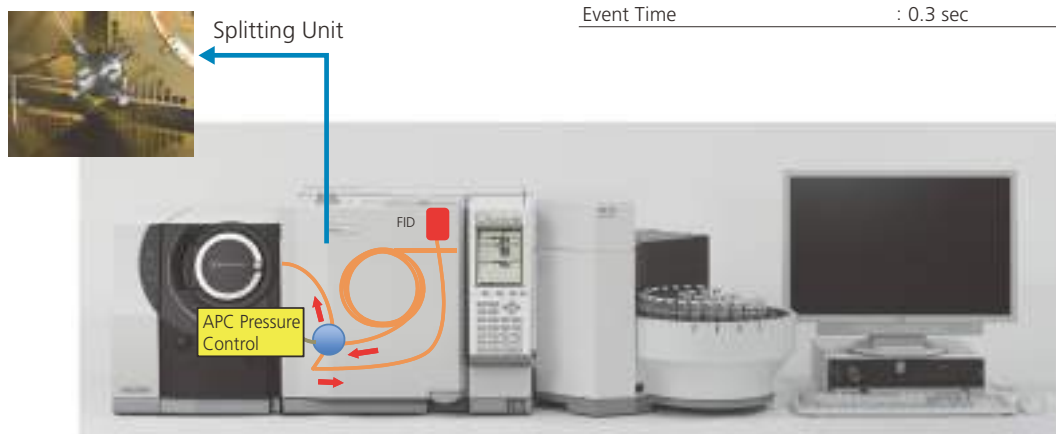 Event Time : 0.3 sec
Splitting Unit
FID
APC Pressure
Control